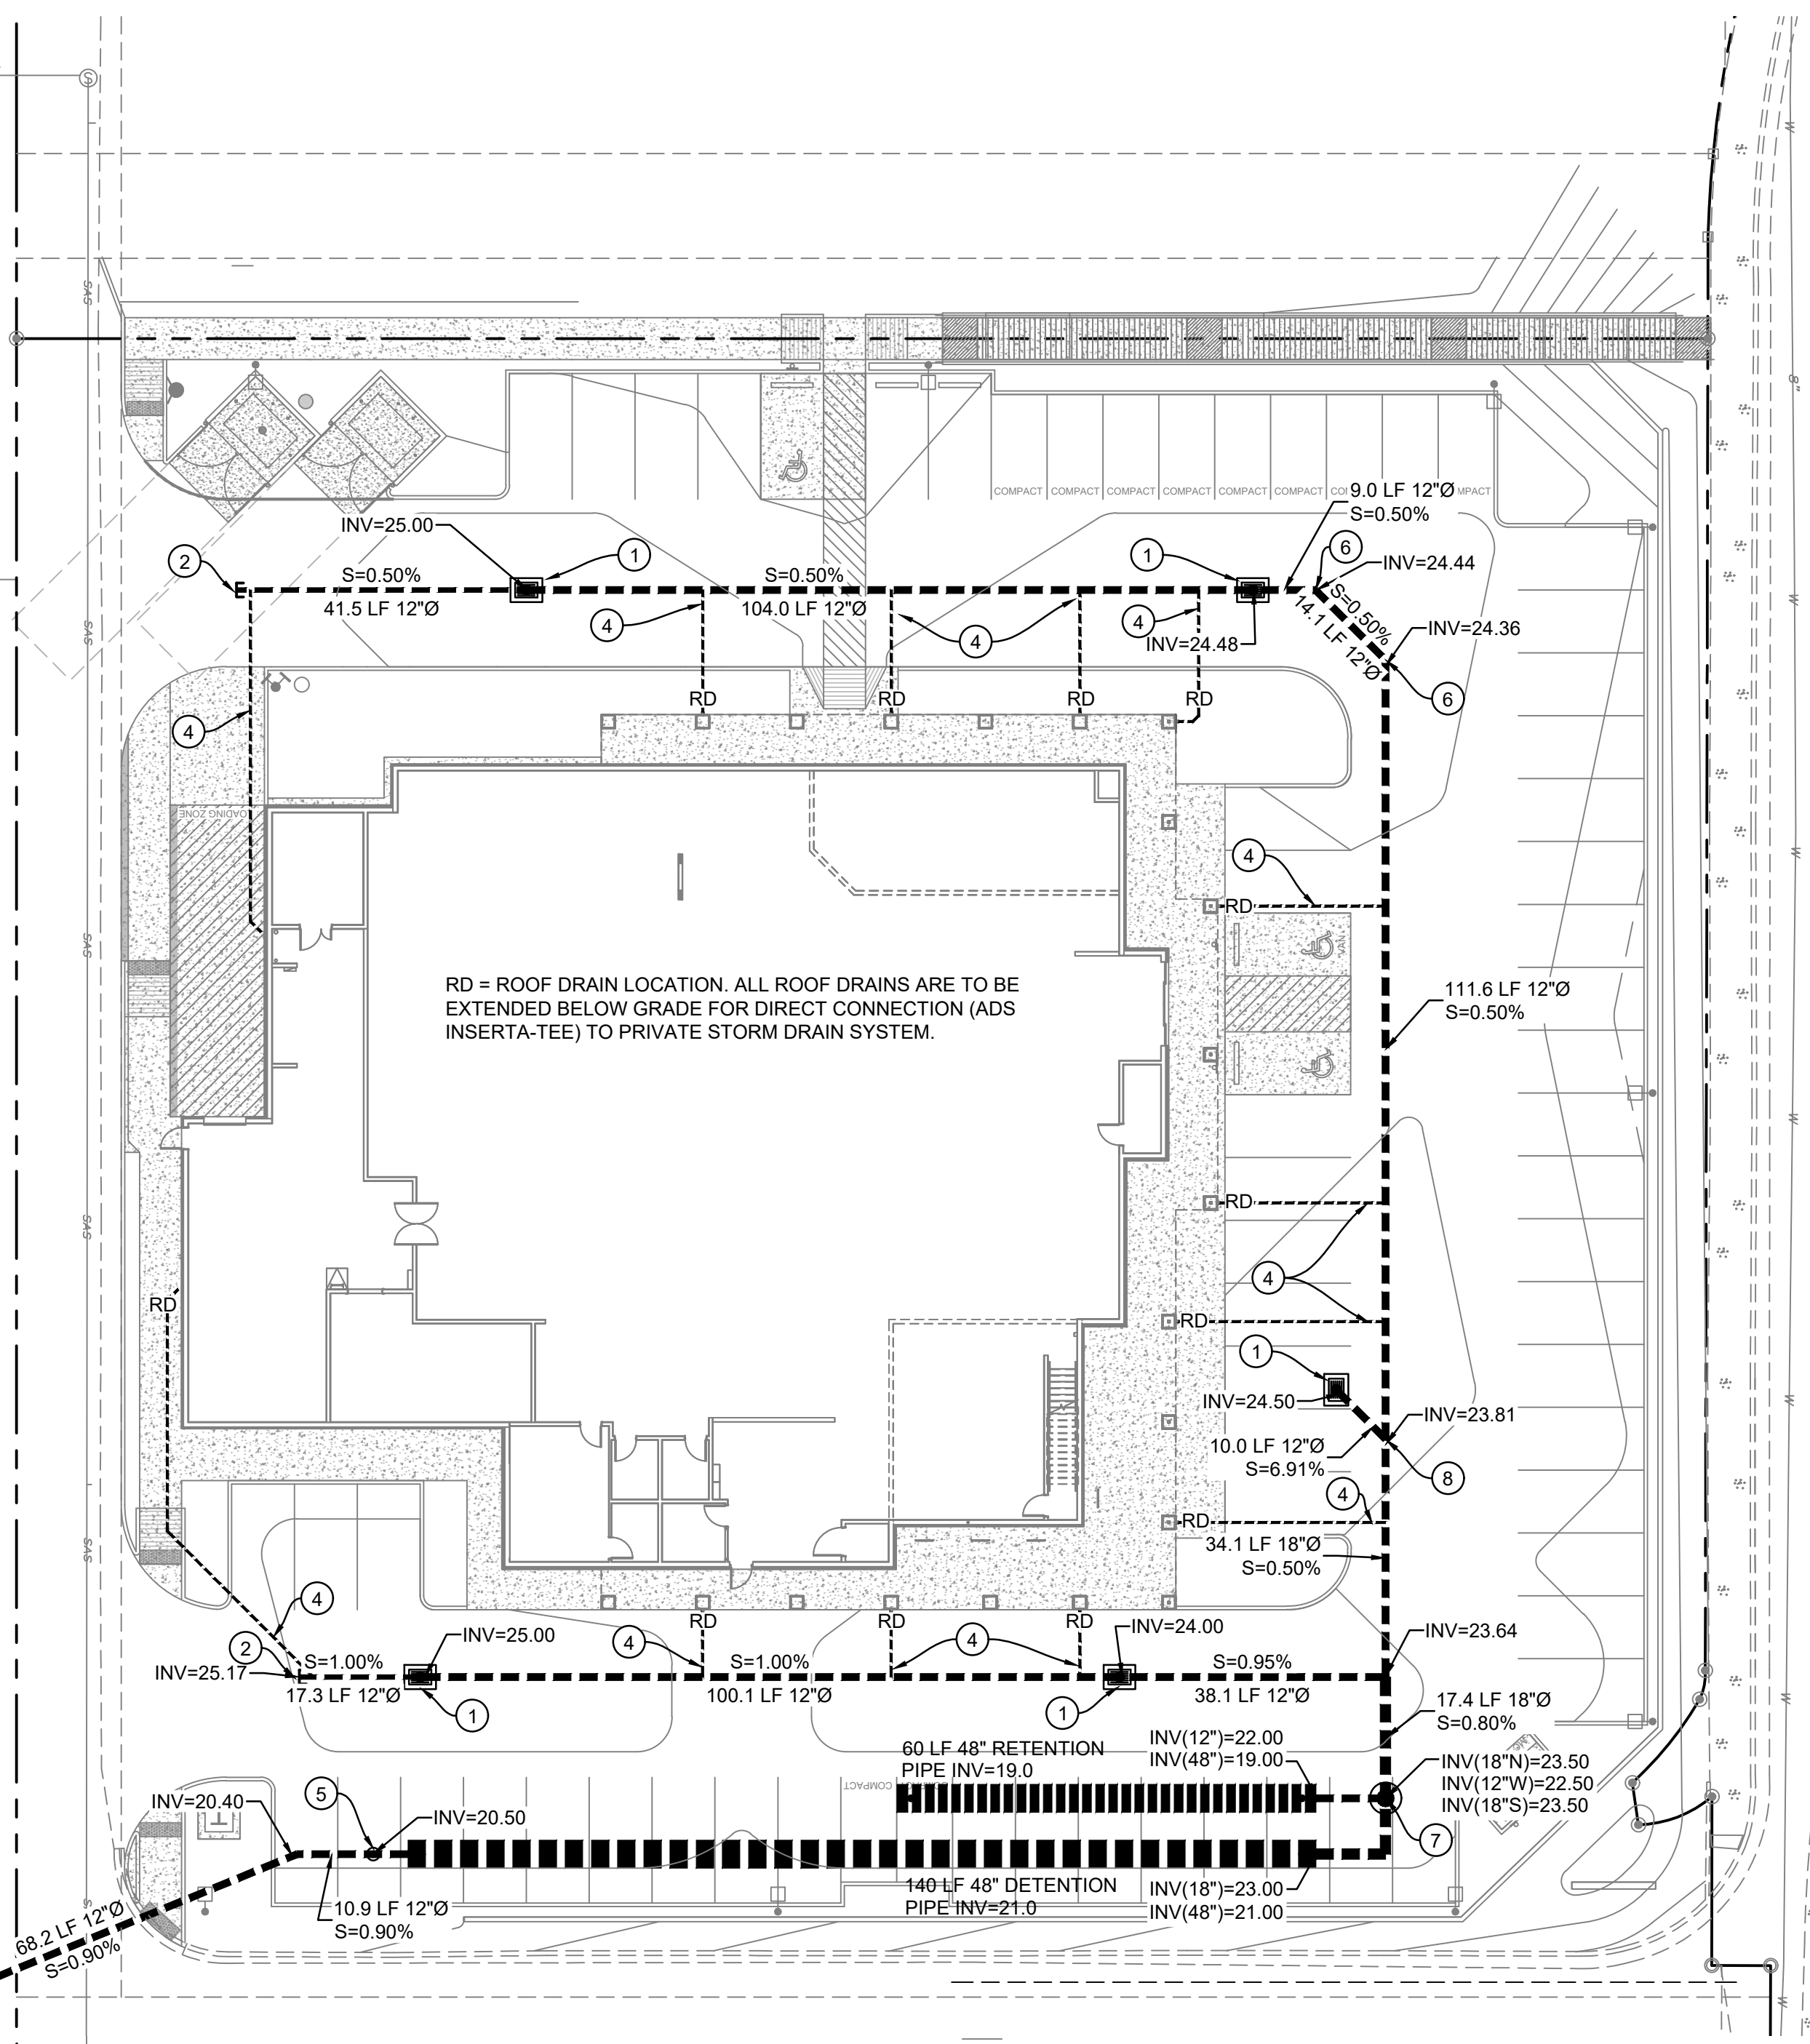 S
SAS
W
8"
COMPACT COMPACT COMPACT COMPACT COMPACT COMPACT
MPACT
9.0 LF 12"Ø
S=0.50%
INV=25.00
1
1
6
INV=24.44
2
S=0.50%
41.5 LF 12"Ø
S=0.50%
104.0 LF 12"Ø
S=0.50%
14.1 LF 12"Ø
4
4
4
INV=24.48
INV=24.36
6
W
SAS
RD
RD
RD
4
OADING ZONE
4
RD
VAN
W
SAS
RD = ROOF DRAIN LOCATION. ALL ROOF DRAINS ARE TO BE
EXTENDED BELOW GRADE FOR DIRECT CONNECTION (ADS
INSERTA-TEE) TO PRIVATE STORM DRAIN SYSTEM.
111.6 LF 12"Ø
S=0.50%
W
RD
SAS
4
RD
RD
1
INV=24.50
INV=23.81
W
10.0 LF 12"Ø
S=6.91%
8
4
RD
34.1 LF 18"Ø
S=0.50%
SAS
4
2
INV=25.17
S=1.00%
17.3 LF 12"Ø
INV=25.00
1
4
RD
RD
RD
4
S=1.00%
100.1 LF 12"Ø
INV=24.00
1
S=0.95%
38.1 LF 12"Ø
INV=23.64
17.4 LF 18"Ø
S=0.80%
W
60 LF 48" RETENTION
PIPE INV=19.0
COMPACT
INV(12")=22.00
INV(48")=19.00
INV(18"N)=23.50
INV(12"W)=22.50
INV(18"S)=23.50
7
INV=20.40
5
INV=20.50
10.9 LF 12"Ø
S=0.90%
140 LF 48" DETENTION
PIPE INV=21.0
INV(18")=23.00
INV(48")=21.00
68.2 LF 12"Ø
S=0.90%
W